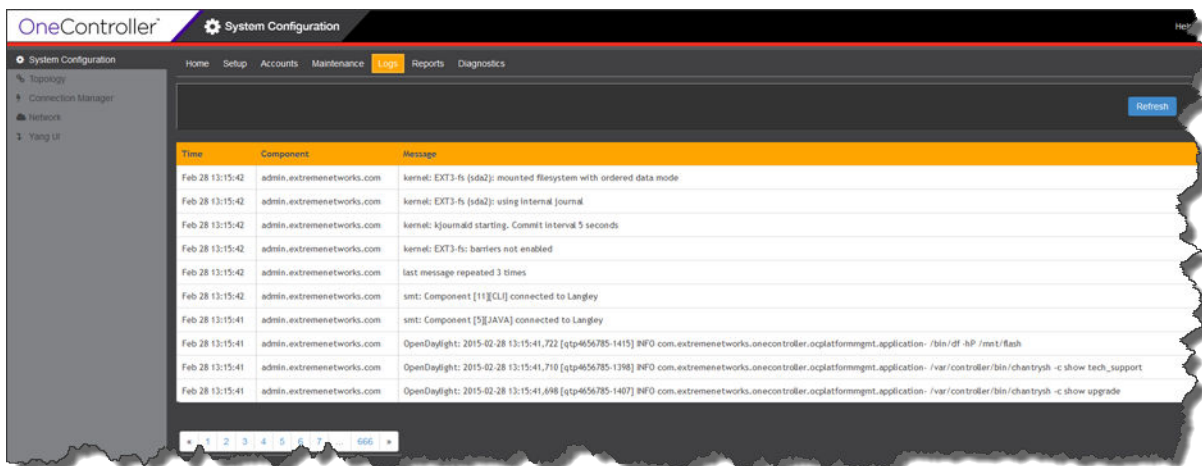 OneController
System Configuration
System Configuration
Topology
Connection Manager
Network
Yang UI
Home Setup Accounts Maintenance Logs Reports Diagnostics
Refresh
Time Component Message
Feb 28 13:15:42 admin.extremenetworks.com kernel: EXT3-fs (sda2): mounted filesystem with ordered data mode
Feb 28 13:15:42 admin.extremenetworks.com kernel: EXT3-fs (sda2): using internal journal
Feb 28 13:15:42 admin.extremenetworks.com kernel: kjournald starting. Commit interval 5 seconds
Feb 28 13:15:42 admin.extremenetworks.com kernel: EXT3-fs: barriers not enabled
Feb 28 13:15:42 admin.extremenetworks.com last message repeated 3 times
Feb 28 13:15:42 admin.extremenetworks.com smt: Component [11][CLI] connected to Langley
Feb 28 13:15:41 admin.extremenetworks.com smt: Component [5][JAVA] connected to Langley
Feb 28 13:15:41 admin.extremenetworks.com OpenDaylight: 2015-02-28 13:15:41,722 [qtp4656785-1415] INFO com.extremenetworks.onecontroller.ocplatformmgmt.application- /bin/df -hP /mnt/flash
Feb 28 13:15:41 admin.extremenetworks.com OpenDaylight: 2015-02-28 13:15:41,710 [qtp4656785-1398] INFO com.extremenetworks.onecontroller.ocplatformmgmt.application- /var/controller/bin/chantrysh -c show tech_support
Feb 28 13:15:41 admin.extremenetworks.com OpenDaylight: 2015-02-28 13:15:41,698 [qtp4656785-1407] INFO com.extremenetworks.onecontroller.ocplatformmgmt.application- /var/controller/bin/chantrysh -c show upgrade
« 1 2 3 4 5 6 7 ... 666 »